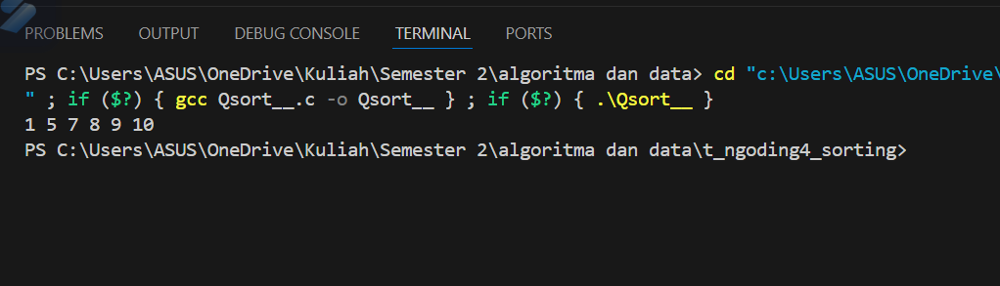 PROBLEMS OUTPUT DEBUG CONSOLE TERMINAL PORTS
PS C:\Users\ASUS\OneDrive\Kuliah\Semester 2\algoritma dan data> cd "c:\Users\ASUS\OneDrive\
" ; if ($?) { gcc Qsort__.c -o Qsort__ } ; if ($?) { .\Qsort__ }
1 5 7 8 9 10
PS C:\Users\ASUS\OneDrive\Kuliah\Semester 2\algoritma dan data\t_ngoding4_sorting>